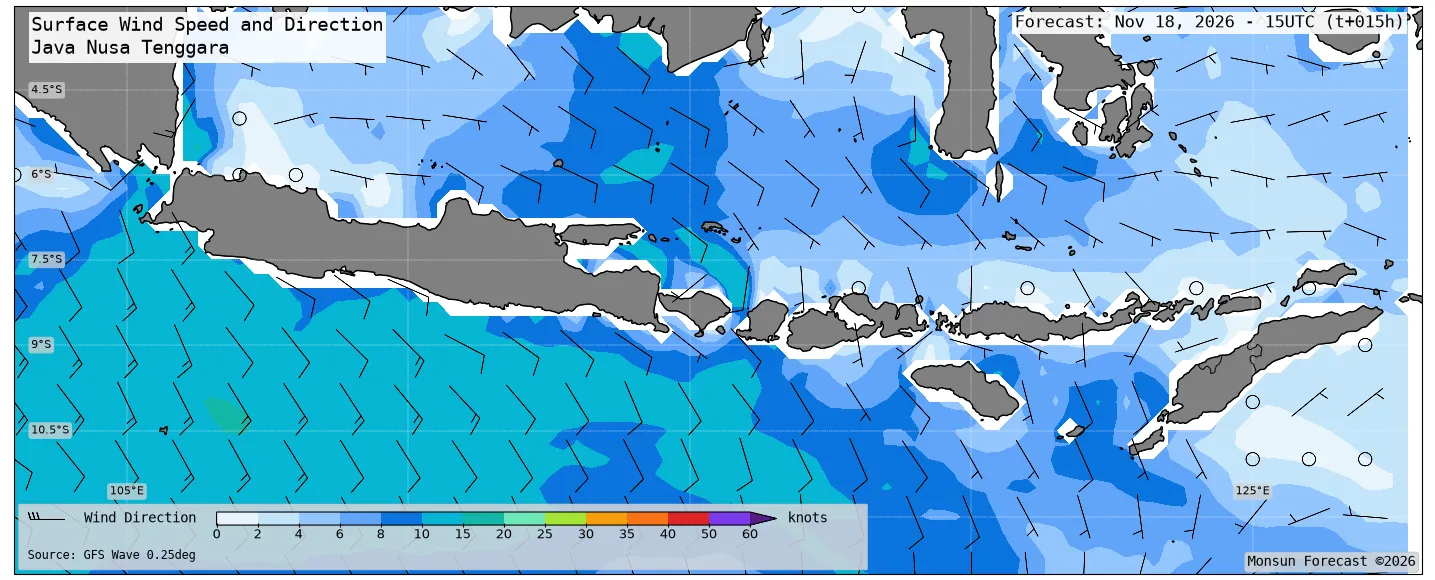 Surface Wind Speed and Direction
Java Nusa Tenggara
Forecast: Nov 18, 2026 - 15UTC (t+015h)
4.5°S
6°S
7.5°S
9°S
10.5°S
105°E
125°E
Wind Direction
0 2 4 6 8 10 15 20 25 30 35 40 50 60
knots
Source: GFS Wave 0.25deg
Monsun Forecast ©2026